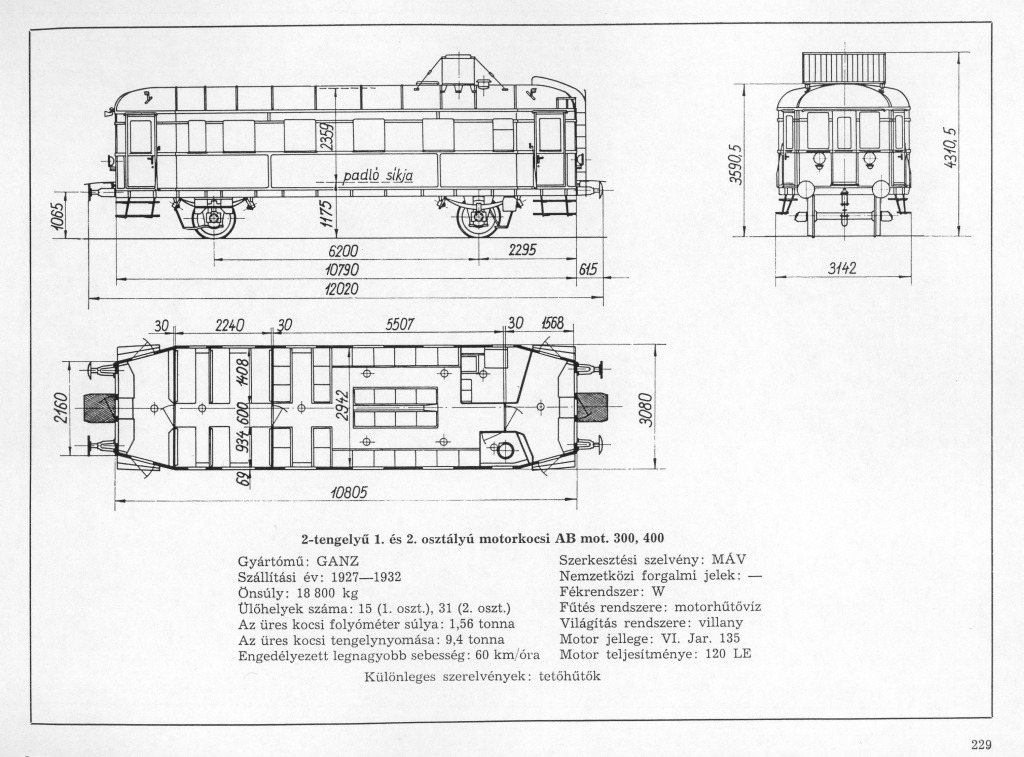 2359
padló síkja
1175
1065
6200
2295
10790
615
12020
3590,5
4310,5
3142
30
2240
30
5507
30
1568
2160
1408
600
934
69
2942
3080
10805
2-tengelyű 1. és 2. osztályú motorkocsi AB mot. 300, 400
Gyártómű: GANZ
Szállítási év: 1927—1932
Önsúly: 18 800 kg
Ülőhelyek száma: 15 (1. oszt.), 31 (2. oszt.)
Az üres kocsi folyóméter súlya: 1,56 tonna
Az üres kocsi tengelynyomása: 9,4 tonna
Engedélyezett legnagyobb sebesség: 60 km/óra
Szerkesztési szelvény: MÁV
Nemzetközi forgalmi jelek: —
Fékrendszer: W
Fűtés rendszere: motorhűtővíz
Világítás rendszere: villany
Motor jellege: VI. Jar. 135
Motor teljesítménye: 120 LE
Különleges szerelvények: tetőhűtők
229